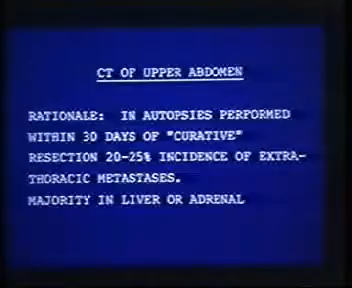 CT OF UPPER ABDOMEN
RATIONALE: IN AUTOPSIES PERFORMED
WITHIN 30 DAYS OF "CURATIVE"
RESECTION 20-25% INCIDENCE OF EXTRA-
THORACIC METASTASES.
MAJORITY IN LIVER OR ADRENAL